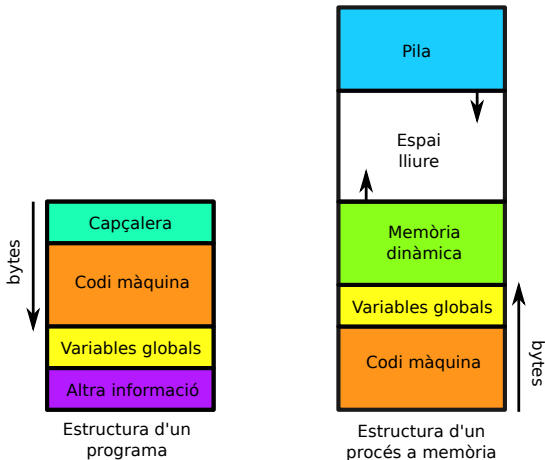 bytes
Capçalera
Codi màquina
Variables globals
Altra informació
Estructura d'un
programa
Pila
Espai
lliure
Memòria
dinàmica
Variables globals
Codi màquina
bytes
Estructura d'un
procés a memòria